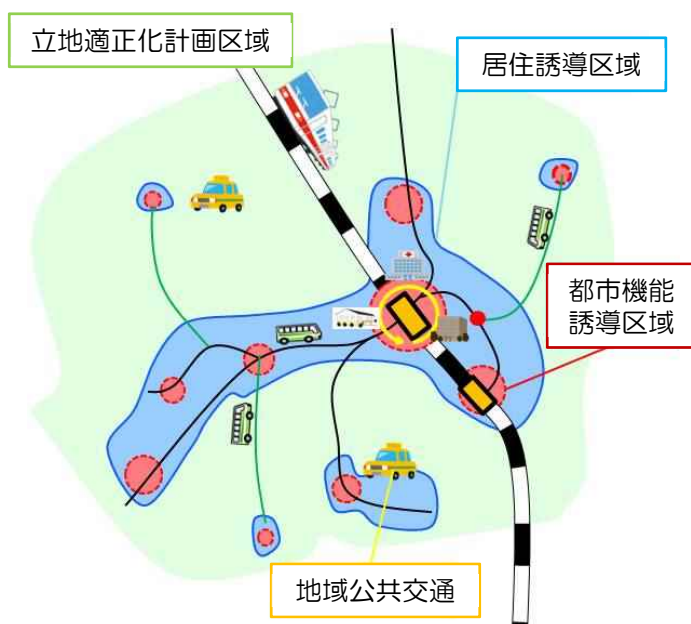 立地適正化計画区域
居住誘導区域
都市機能
誘導区域
地域公共交通